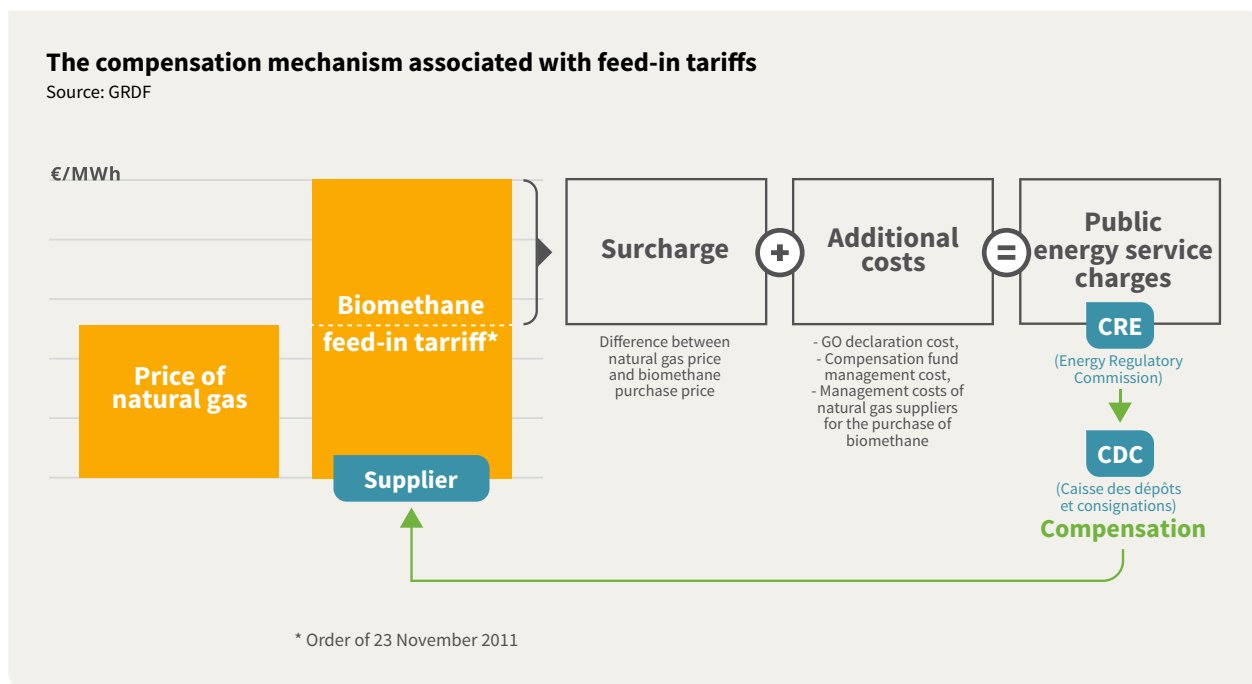 The compensation mechanism associated with feed-in tariffs
Source: GRDF
€/MWh
Price of
natural gas
Biomethane
feed-in tarriff*
Supplier
Surcharge
Difference between
natural gas price
and biomethane
purchase price
+
Additional
costs
- GO declaration cost,
- Compensation fund
management cost,
- Management costs of
natural gas suppliers
for the purchase of
biomethane
=
Public
energy service
charges
CRE
(Energy Regulatory
Commission)
CDC
(Caisse des dépôts
et consignations)
Compensation
* Order of 23 November 2011